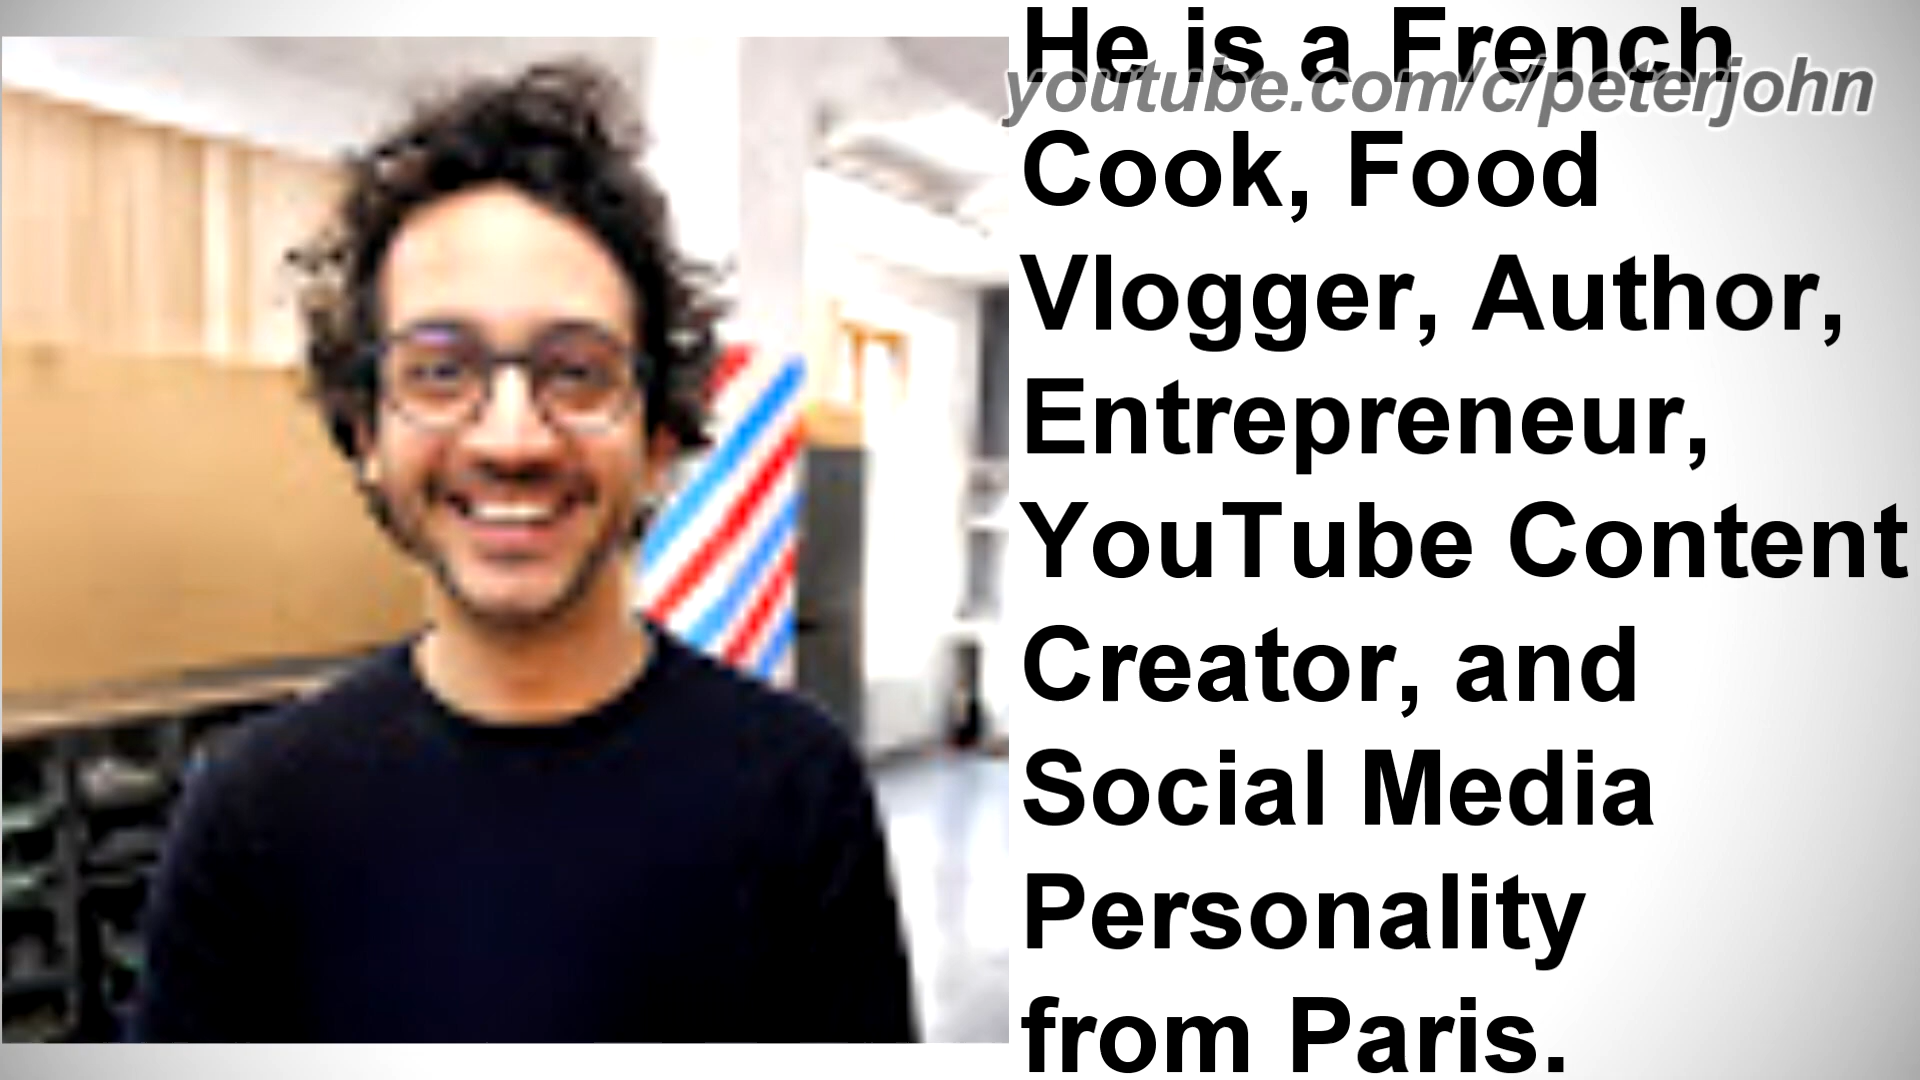 He is a French
youtube.com/c/peterjohn
Cook, Food
Vlogger, Author,
Entrepreneur,
YouTube Content
Creator, and
Social Media
Personality
from Paris.